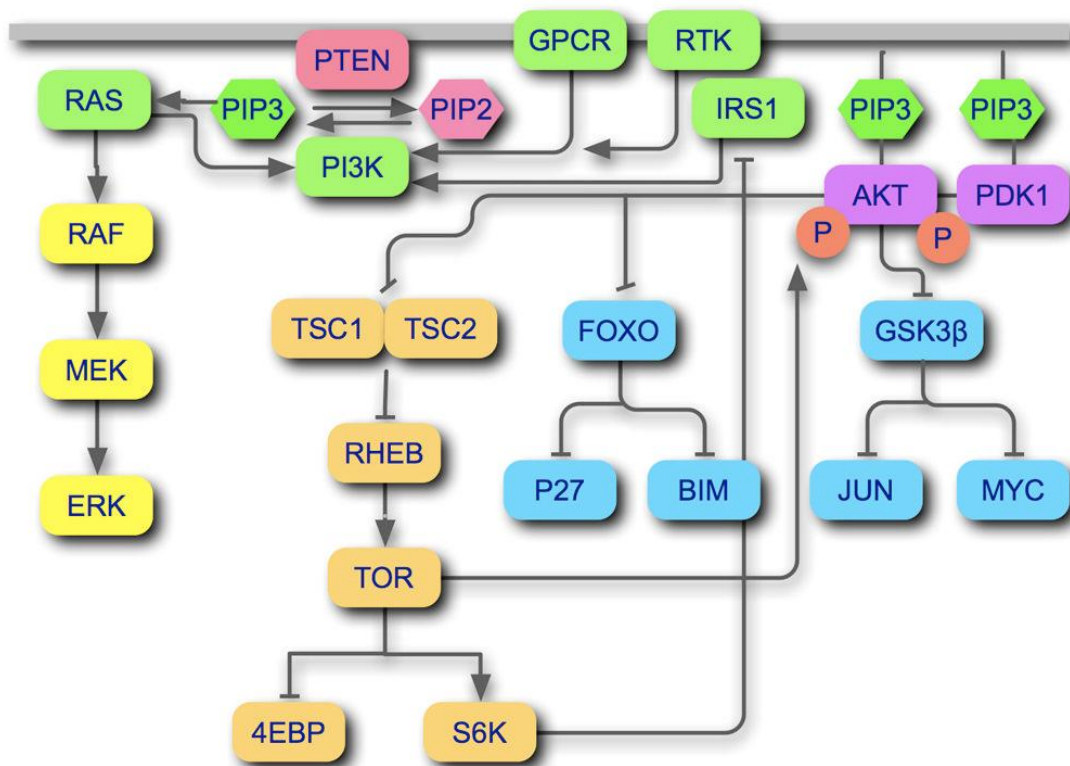 GPCR
RTK
PTEN
RAS
PIP3
PIP2
IRS1
PIP3
PIP3
PI3K
AKT
PDK1
P
P
RAF
TSC1
TSC2
FOXO
GSK3β
MEK
RHEB
P27
BIM
JUN
MYC
ERK
TOR
4EBP
S6K